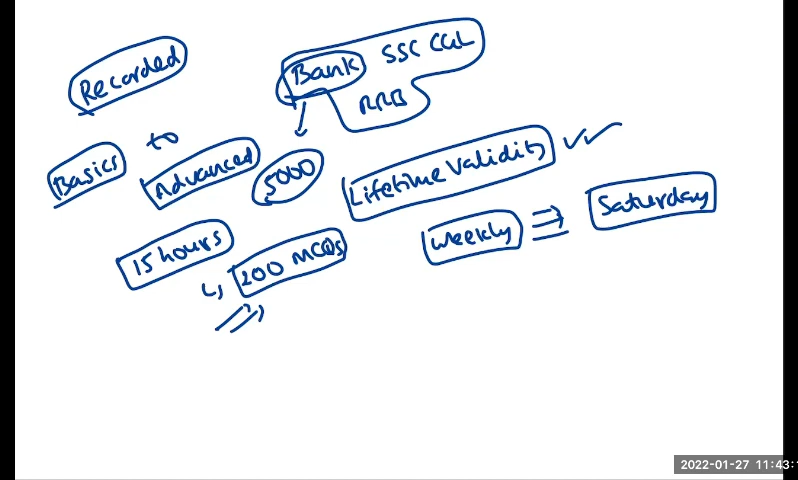 Recorded
Bank SSC CGL
RRB
Basics to Advanced
5000
Lifetime Validity
15 hours
200 MCQs
Weekly
Saturday
2022-01-27 11:43: